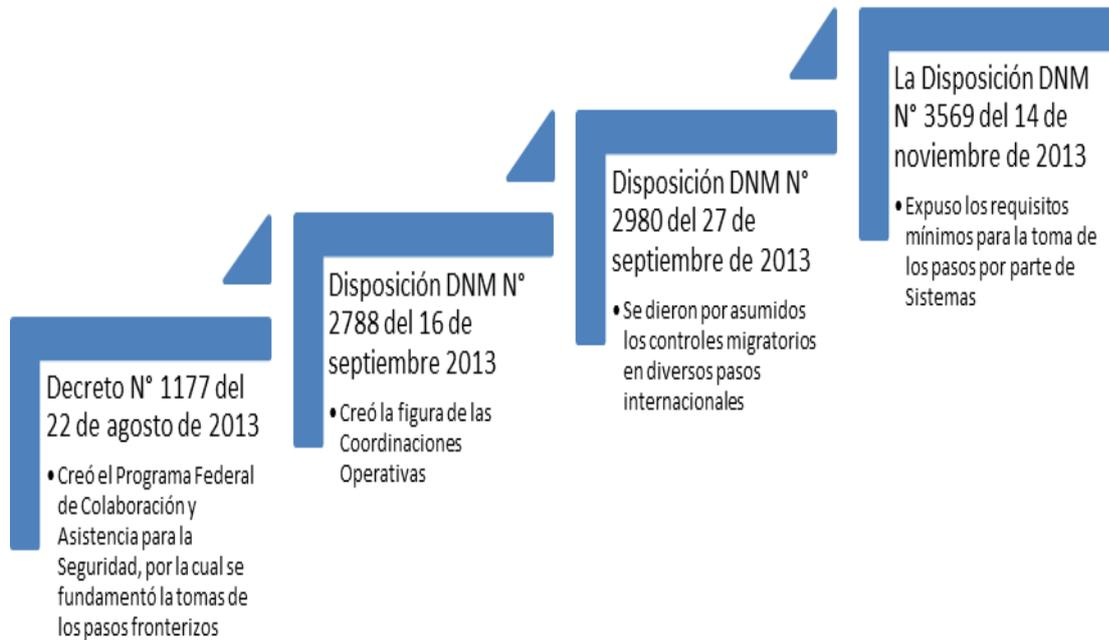 Decreto N° 1177 del
22 de agosto de 2013
• Creó el Programa Federal
de Colaboración y
Asistencia para la
Seguridad, por la cual se
fundamentó la tomas de
los pasos fronterizos
Disposición DNM N°
2788 del 16 de
septiembre 2013
• Creó la figura de las
Coordinaciones
Operativas
Disposición DNM N°
2980 del 27 de
septiembre de 2013
• Se dieron por asumidos
los controles migratorios
en diversos pasos
internacionales
La Disposición DNM
N° 3569 del 14 de
noviembre de 2013
• Expuso los requisitos
mínimos para la toma de
los pasos por parte de
Sistemas